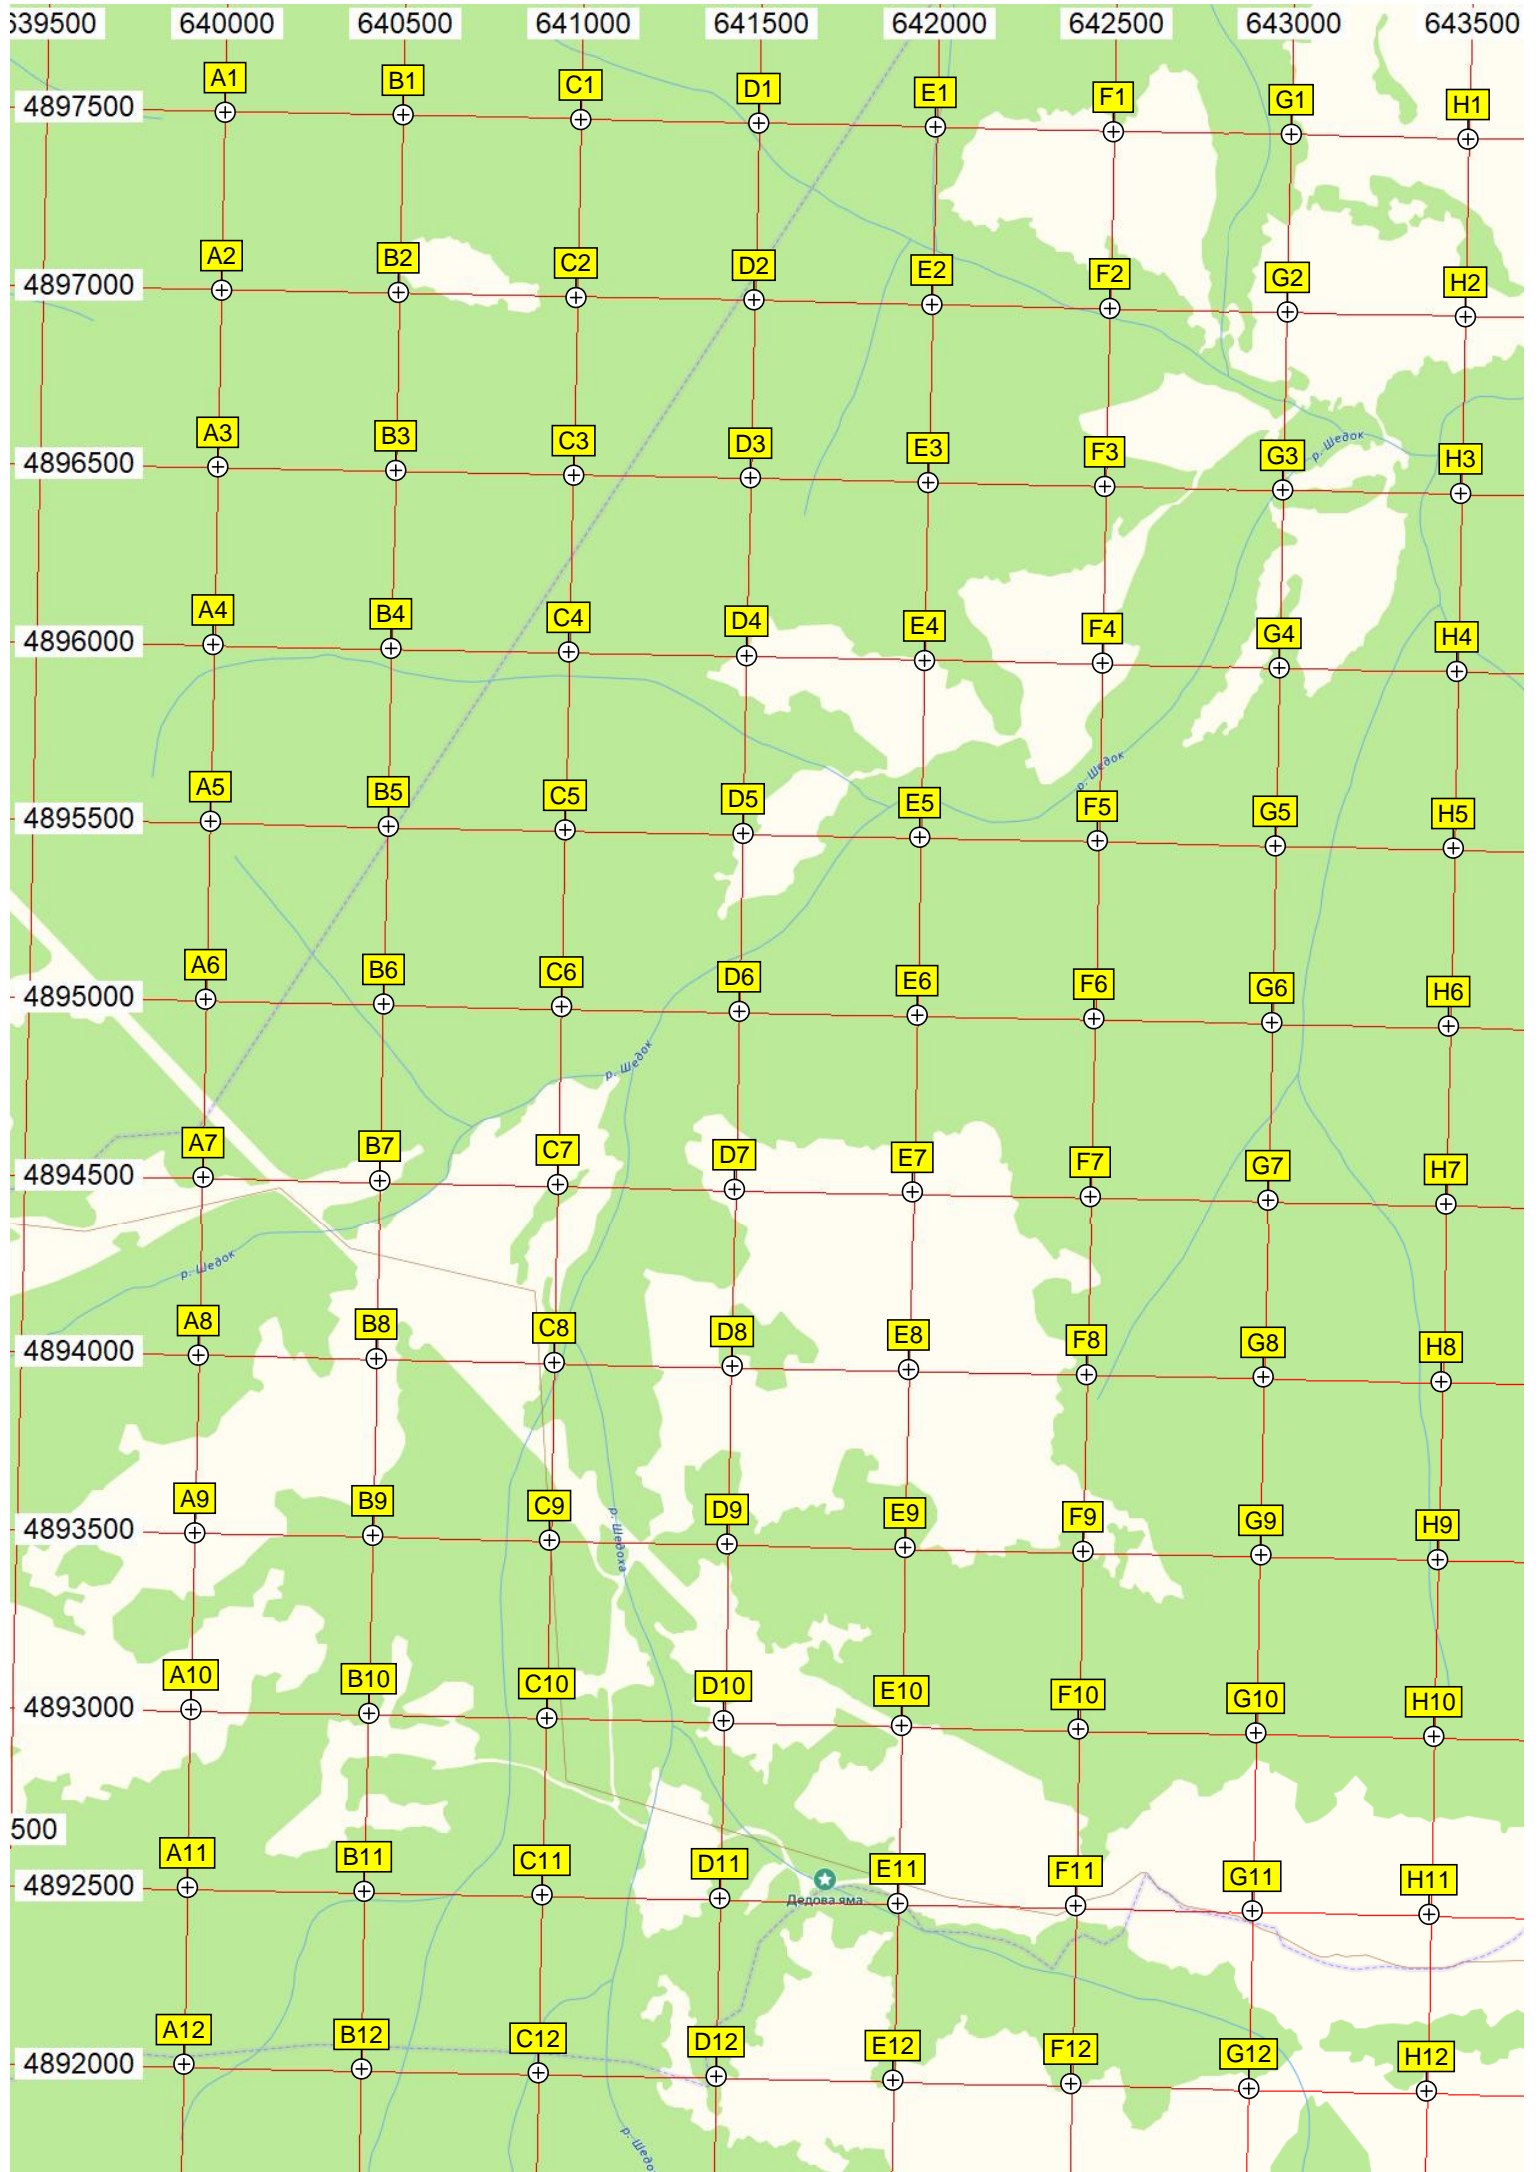 639500 640000 640500 641000 641500 642000 642500 643000 643500
A1 B1 C1 D1 E1 F1 G1 H1
4897500
A2 B2 C2 D2 E2 F2 G2 H2
4897000
р. Шедок
A3 B3 C3 D3 E3 F3 G3 H3
4896500
A4 B4 C4 D4 E4 F4 G4 H4
4896000
р. Шедок
A5 B5 C5 D5 E5 F5 G5 H5
4895500
A6 B6 C6 D6 E6 F6 G6 H6
4895000
р. Шедок
A7 B7 C7 D7 E7 F7 G7 H7
4894500
р. Шедок
A8 B8 C8 D8 E8 F8 G8 H8
4894000
A9 B9 C9 D9 E9 F9 G9 H9
4893500
р. Шедоха
A10 B10 C10 D10 E10 F10 G10 H10
4893000
500
A11 B11 C11 D11 E11 F11 G11 H11
4892500
Дедова яма
A12 B12 C12 D12 E12 F12 G12 H12
4892000
р. Шедо